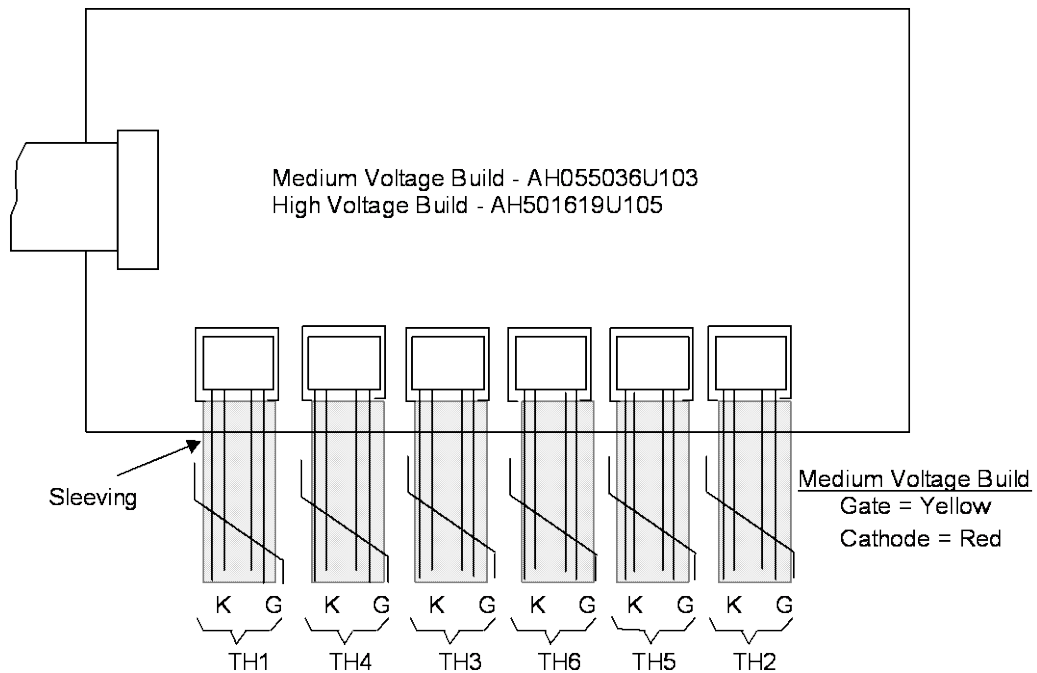 Medium Voltage Build - AH055036U103
High Voltage Build - AH501619U105
Sleeving
Medium Voltage Build
Gate = Yellow
Cathode = Red
K G K G K G K G K G K G
TH1 TH4 TH3 TH6 TH5 TH2